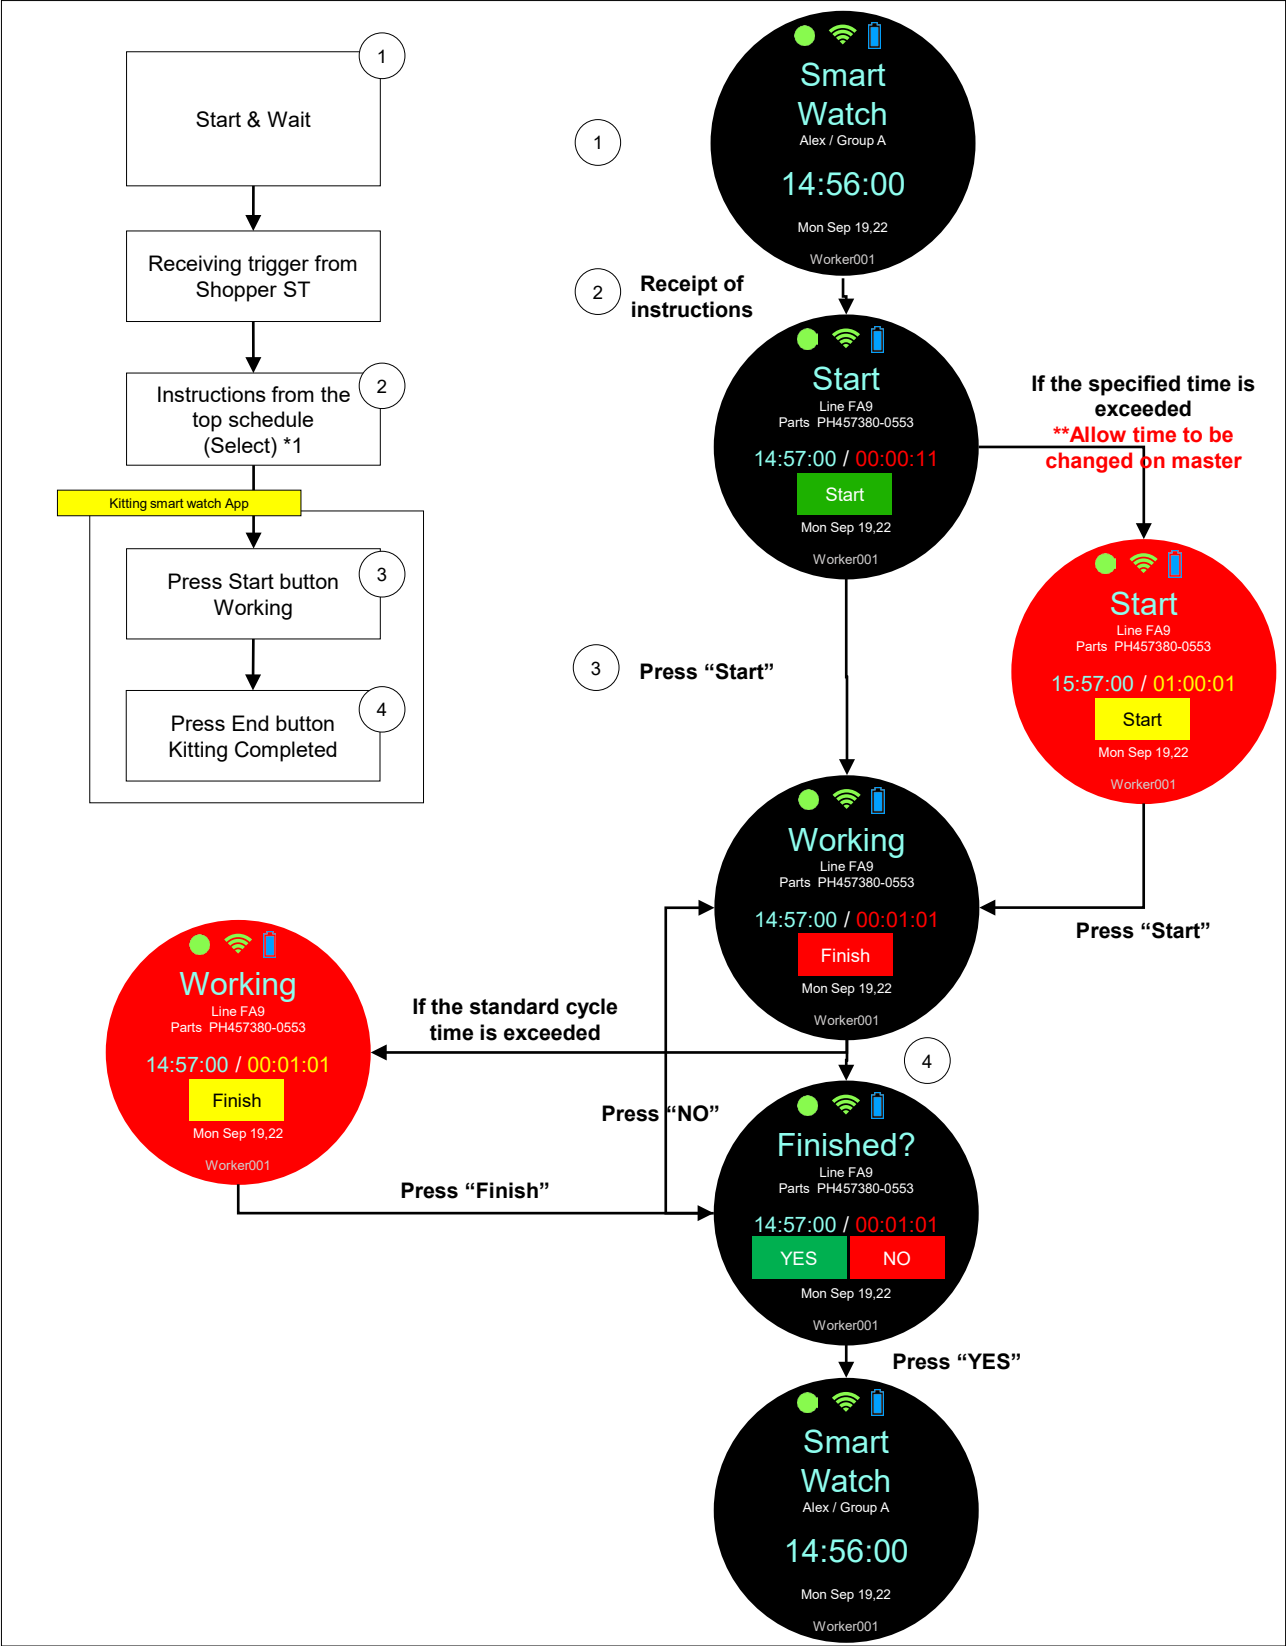 1
Start & Wait
Receiving trigger from
Shopper ST
2
Instructions from the
top schedule
(Select) *1
Kitting smart watch App
3
Press Start button
Working
4
Press End button
Kitting Completed
1
Smart
Watch
Alex / Group A
14:56:00
Mon Sep 19,22
Worker001
2
Receipt of
instructions
Start
Line FA9
Parts PH457380-0553
14:57:00 / 00:00:11
Start
Mon Sep 19,22
Worker001
If the specified time is
exceeded
**Allow time to be
changed on master
Start
Line FA9
Parts PH457380-0553
15:57:00 / 01:00:01
Start
Mon Sep 19,22
Worker001
3
Press “Start”
Press “Start”
Working
Line FA9
Parts PH457380-0553
14:57:00 / 00:01:01
Finish
Mon Sep 19,22
Worker001
If the standard cycle
time is exceeded
Working
Line FA9
Parts PH457380-0553
14:57:00 / 00:01:01
Finish
Mon Sep 19,22
Worker001
4
Press “NO”
Press “Finish”
Finished?
Line FA9
Parts PH457380-0553
14:57:00 / 00:01:01
YES NO
Mon Sep 19,22
Worker001
Press “YES”
Smart
Watch
Alex / Group A
14:56:00
Mon Sep 19,22
Worker001